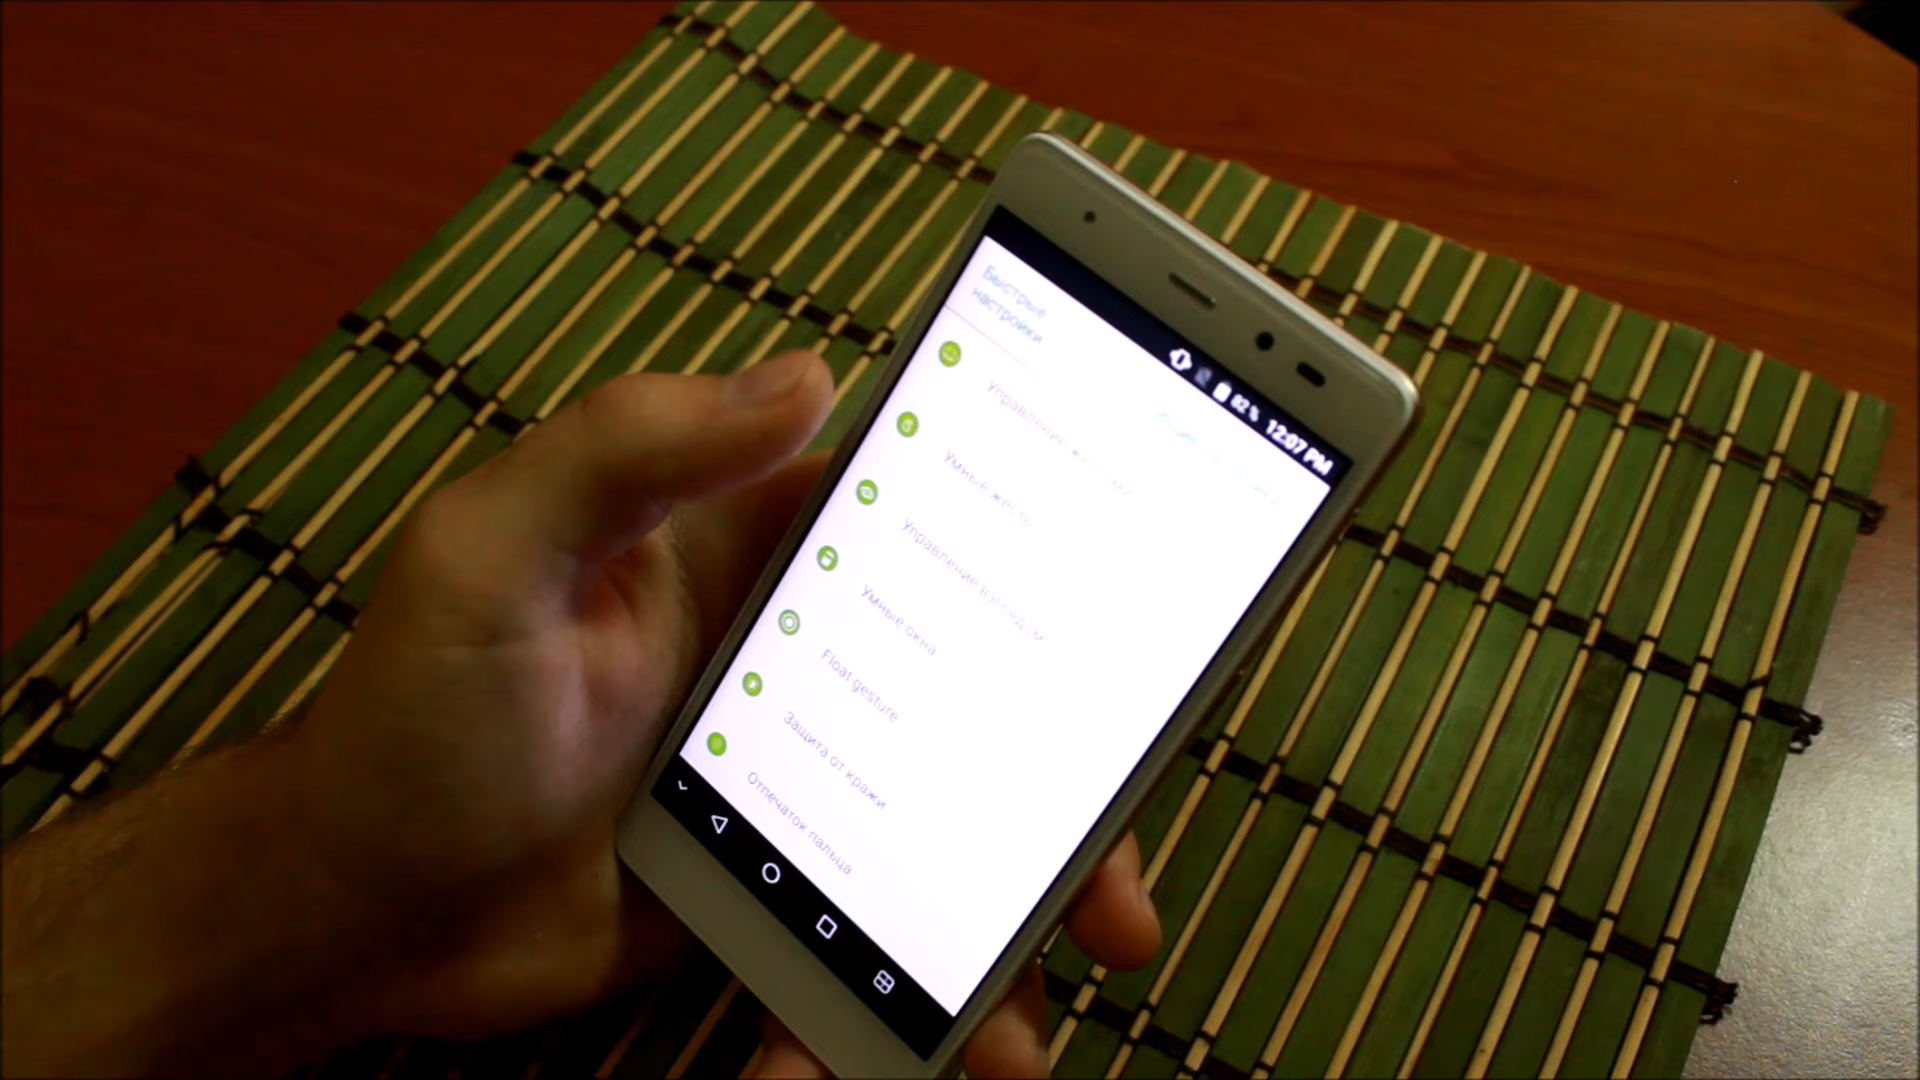 82%
12:07 PM
Быстрые
настройки
Управление
Умные жесты
Управление взглядом
Умные окна
Float gesture
Защита от кражи
Отпечаток пальца